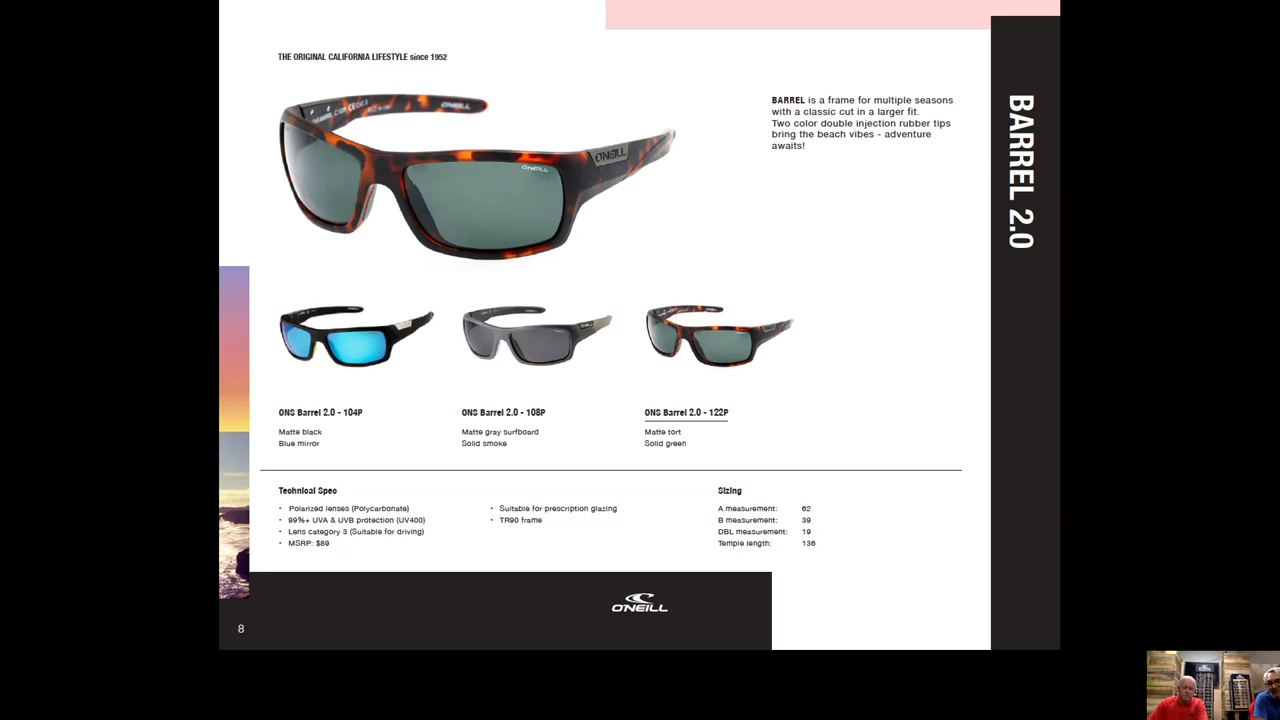 THE ORIGINAL CALIFORNIA LIFESTYLE since 1952
O'NEILL
O'NEILL
O'NEILL
BARREL is a frame for multiple seasons
with a classic cut in a larger fit.
Two color double injection rubber tips
bring the beach vibes - adventure
awaits!
BARREL 2.0
ONS Barrel 2.0 - 104P
Matte black
Blue mirror
ONS Barrel 2.0 - 108P
Matte gray surfboard
Solid smoke
ONS Barrel 2.0 - 122P
Matte tort
Solid green
Technical Spec
• Polarized lenses (Polycarbonate)
• 99%+ UVA & UVB protection (UV400)
• Lens category 3 (Suitable for driving)
• MSRP: $89
• Suitable for prescription glazing
• TR90 frame
Sizing
A measurement: 62
B measurement: 39
DBL measurement: 19
Temple length: 136
O'NEILL
8